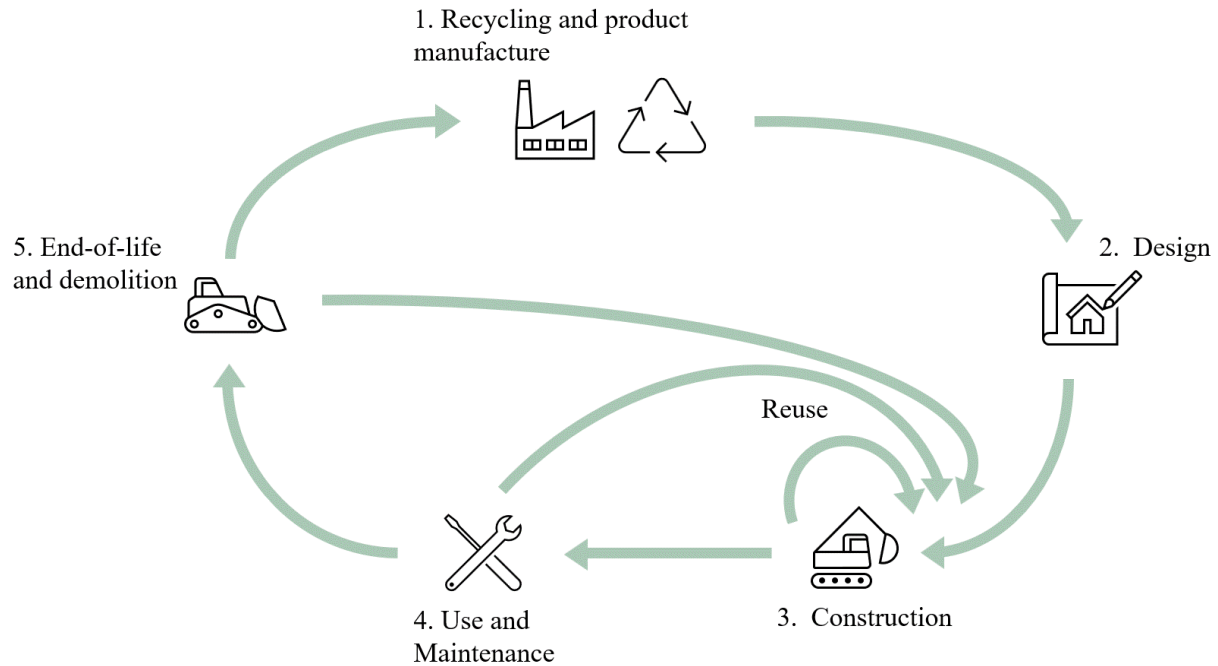 1. Recycling and product
manufacture
5. End-of-life
and demolition
2.  Design
Reuse
4. Use and
Maintenance
3.  Construction